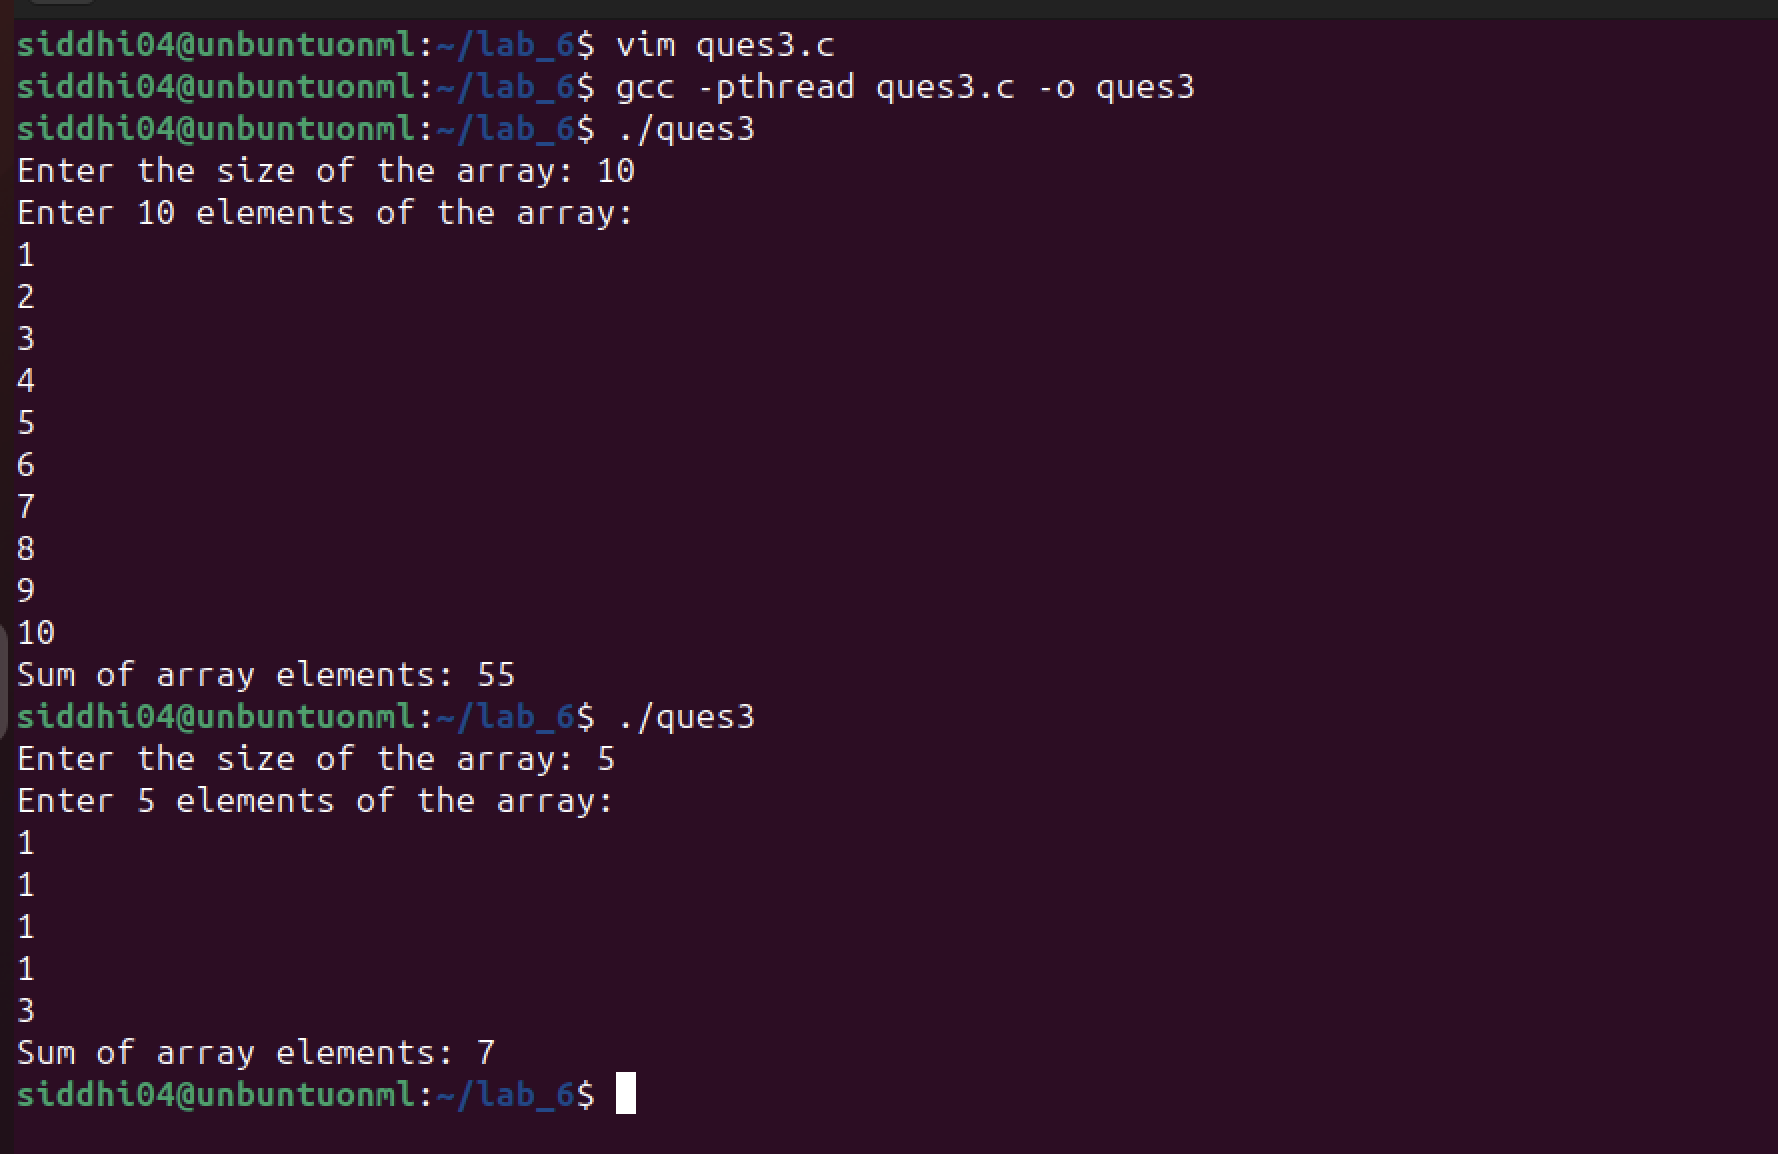 siddhi04@unbuntuonml:~/lab_6$ vim ques3.c
siddhi04@unbuntuonml:~/lab_6$ gcc -pthread ques3.c -o ques3
siddhi04@unbuntuonml:~/lab_6$ ./ques3
Enter the size of the array: 10
Enter 10 elements of the array:
1
2
3
4
5
6
7
8
9
10
Sum of array elements: 55
siddhi04@unbuntuonml:~/lab_6$ ./ques3
Enter the size of the array: 5
Enter 5 elements of the array:
1
1
1
1
3
Sum of array elements: 7
siddhi04@unbuntuonml:~/lab_6$